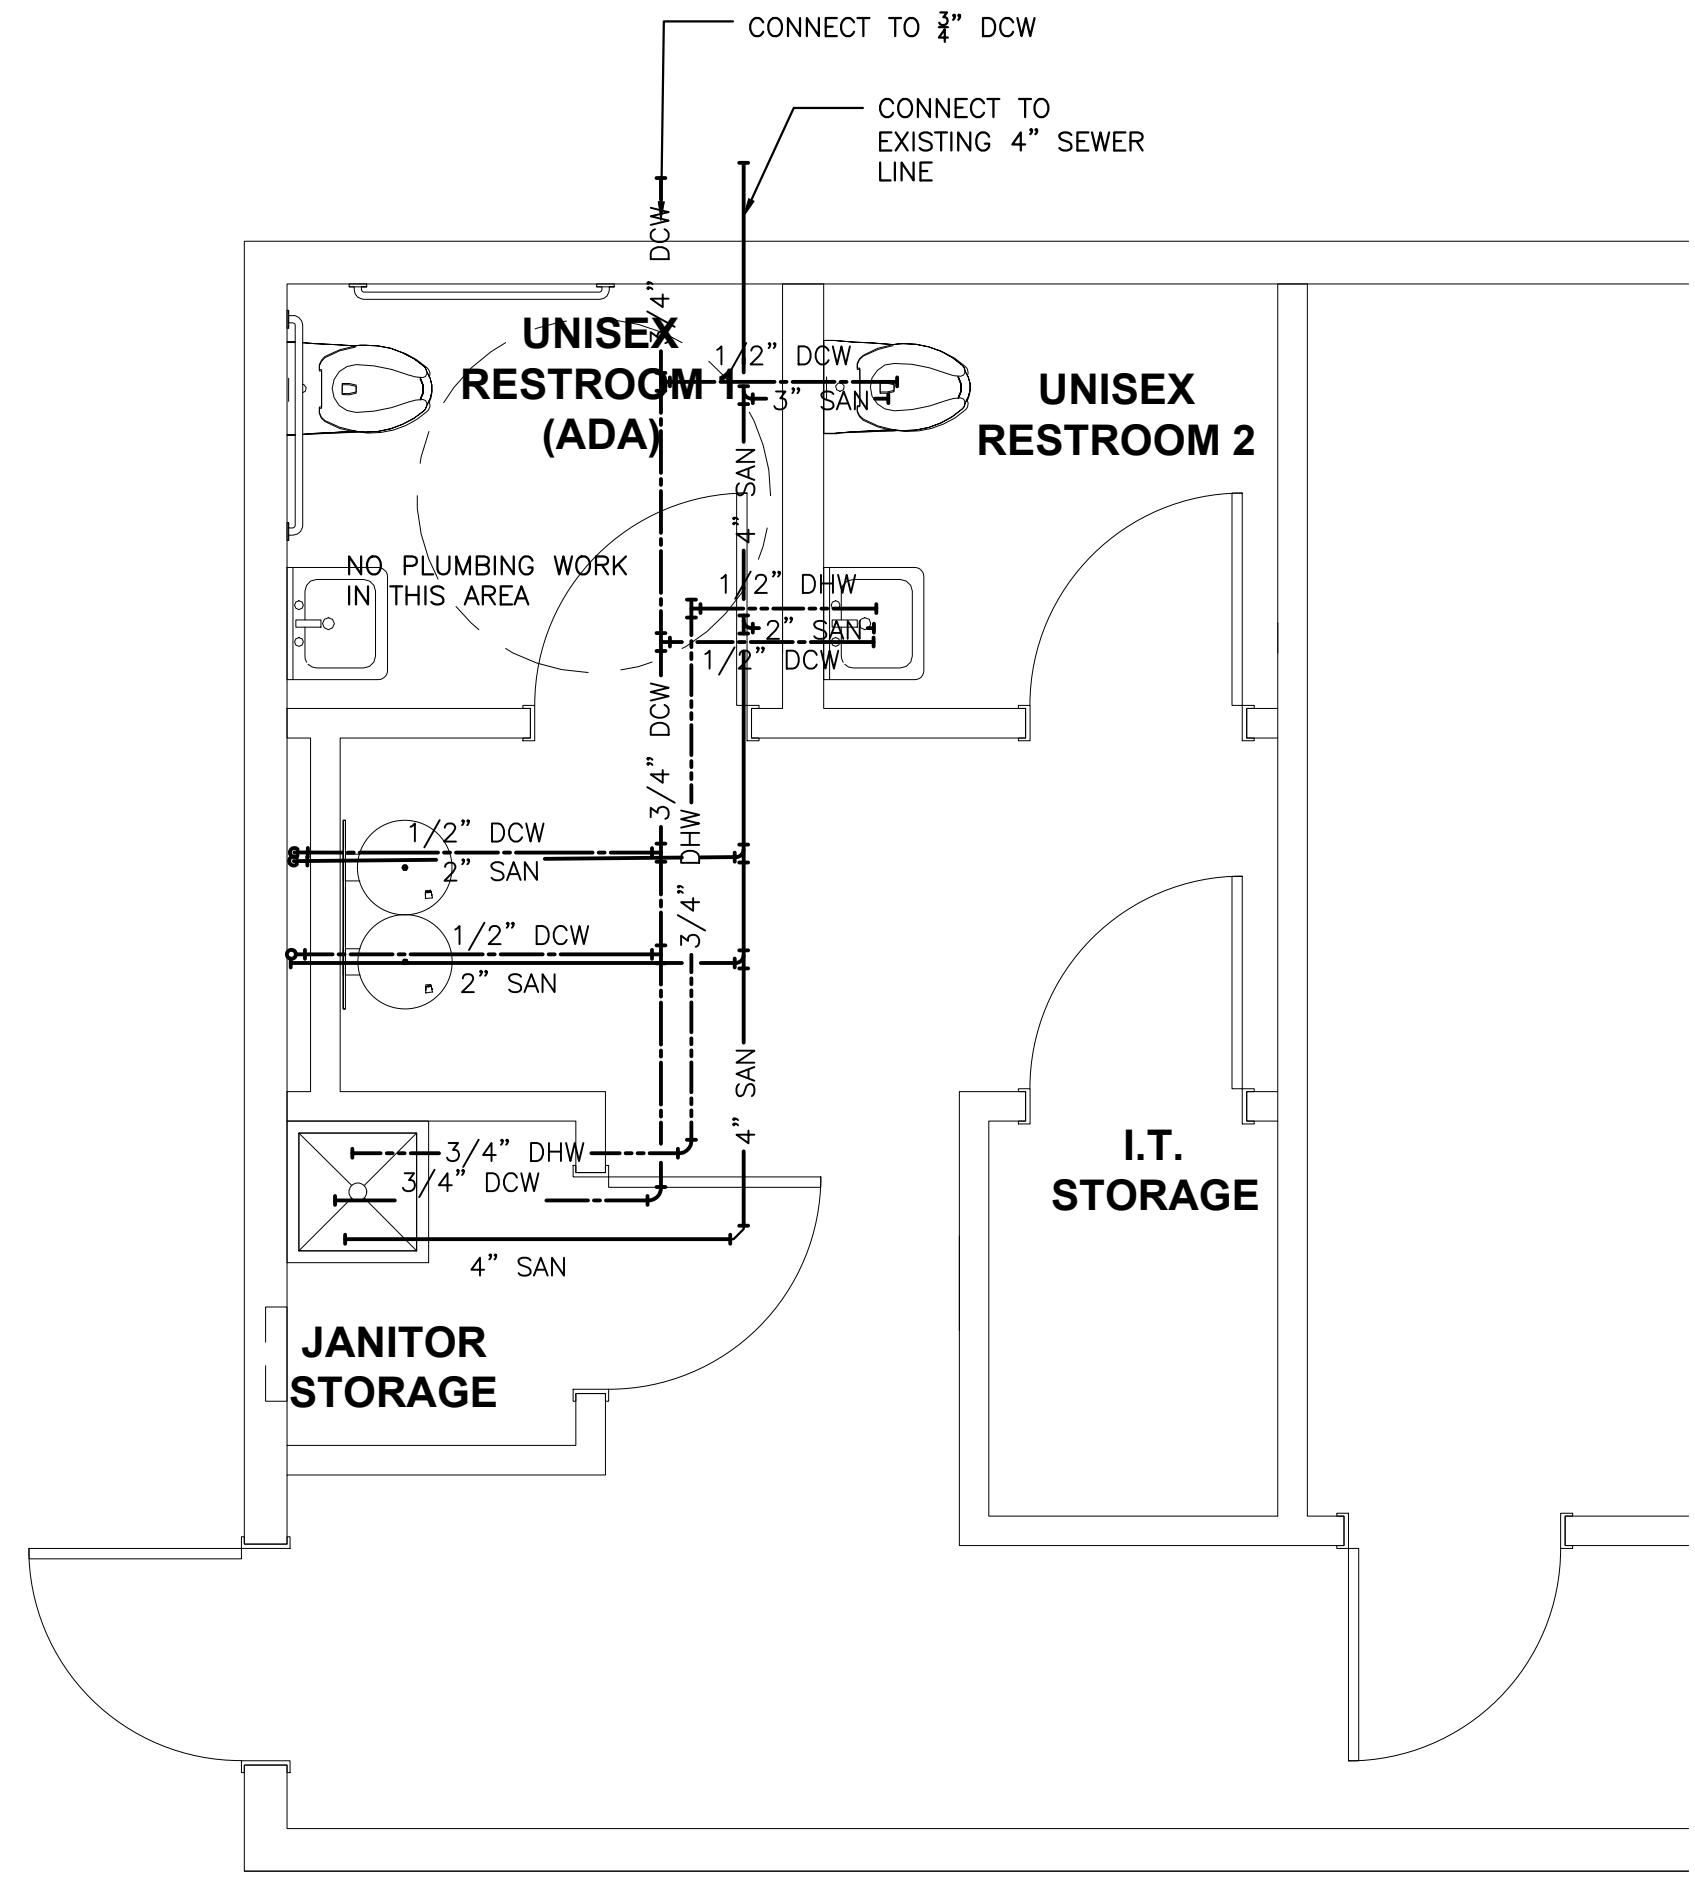 CONNECT TO 3/4" DCW
CONNECT TO
EXISTING 4" SEWER
LINE
3/4" DCW
UNISEX
RESTROOM 1
(ADA)
1/2" DCW
3" SAN
UNISEX
RESTROOM 2
4" SAN
NO PLUMBING WORK
IN THIS AREA
1/2" DHW
2" SAN
1/2" DCW
3/4" DCW
3/4" DHW
1/2" DCW
2" SAN
1/2" DCW
2" SAN
4" SAN
3/4" DHW
3/4" DCW
4" SAN
I.T.
STORAGE
JANITOR
STORAGE